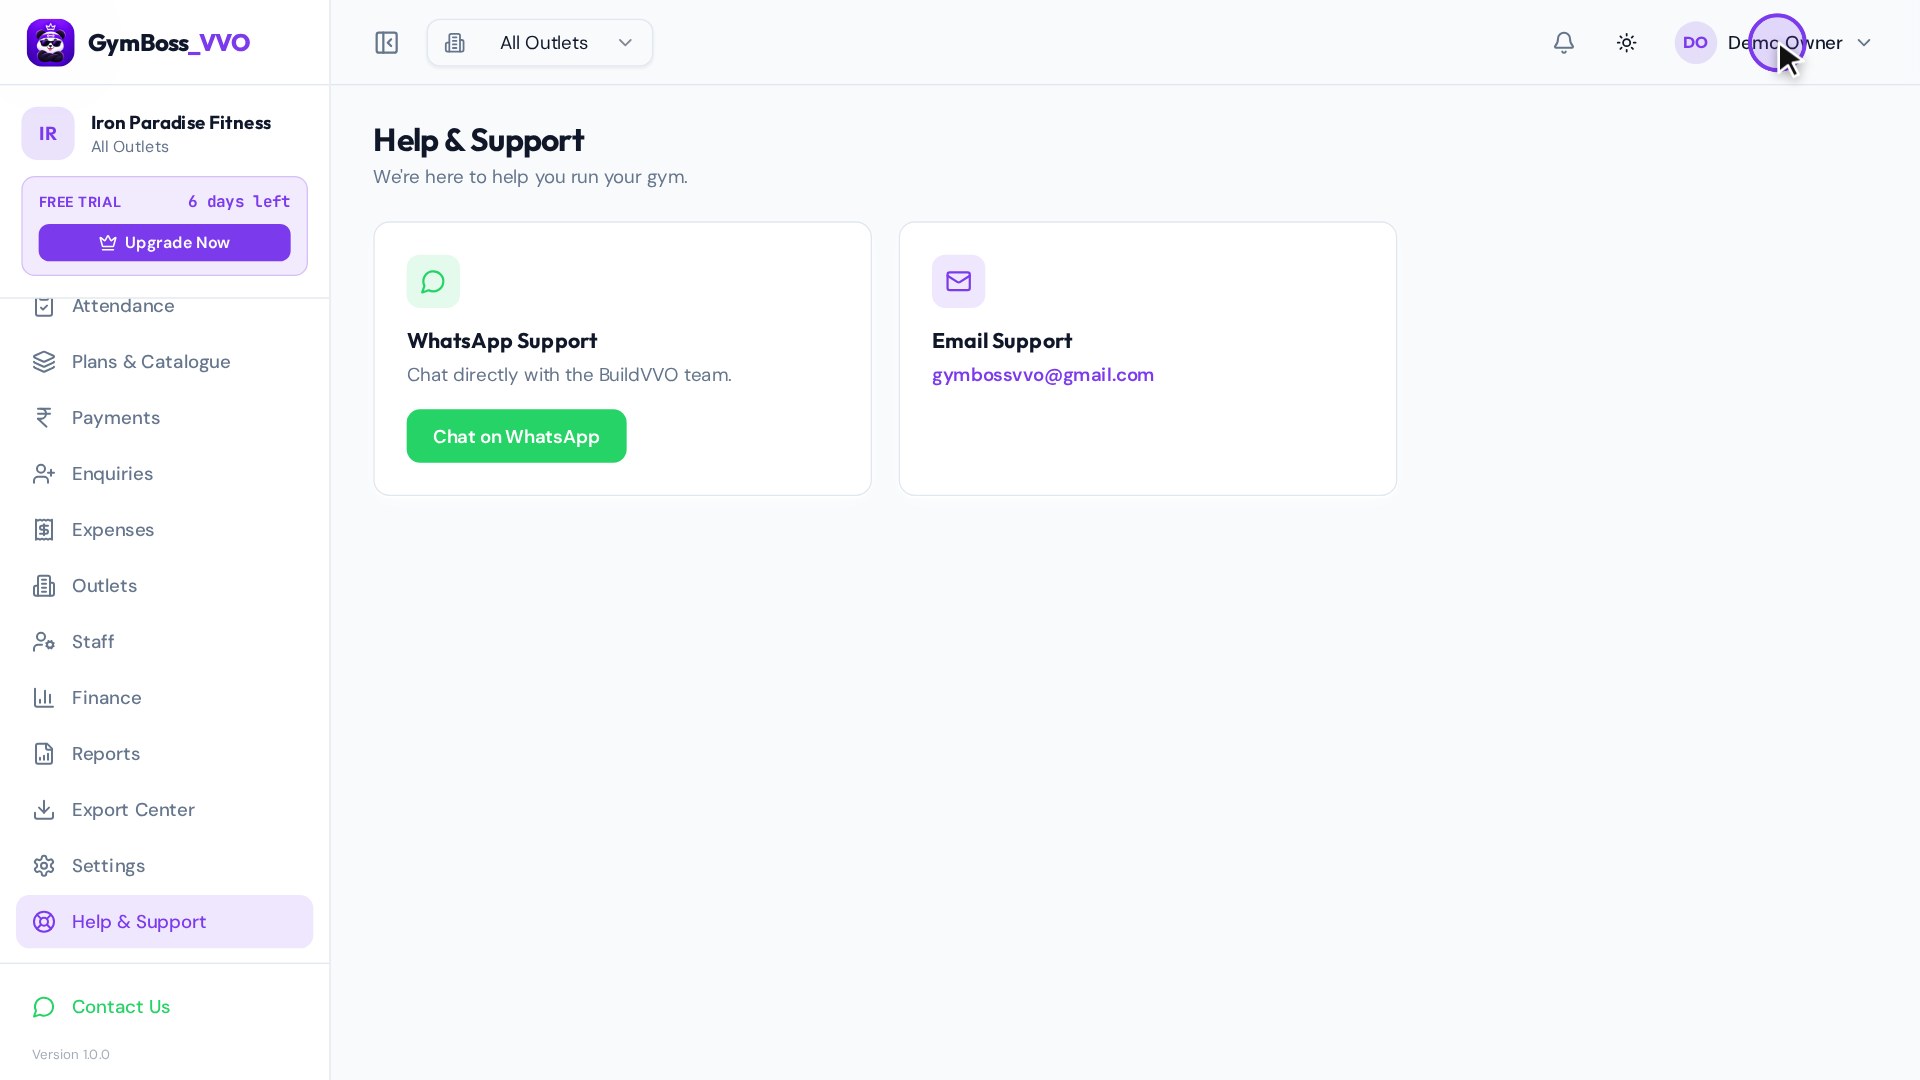 GymBoss_VVO
All Outlets
DO
Demo Owner
IR
Iron Paradise Fitness
All Outlets
FREE TRIAL
6 days left
Upgrade Now
Attendance
Plans & Catalogue
Payments
Enquiries
Expenses
Outlets
Staff
Finance
Reports
Export Center
Settings
Help & Support
Contact Us
Version 1.0.0
Help & Support
We're here to help you run your gym.
WhatsApp Support
Chat directly with the BuildVVO team.
Chat on WhatsApp
Email Support
gymbossvvo@gmail.com